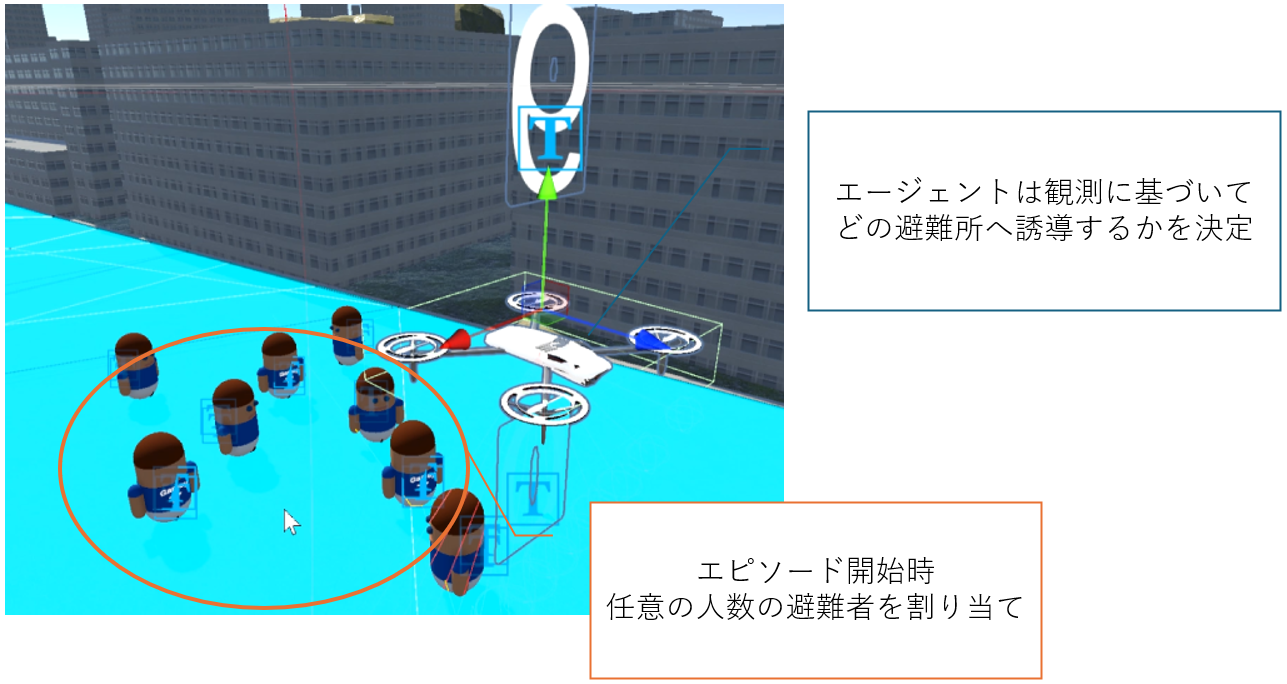 エージェントは観測に基づいて
どの避難所へ誘導するかを決定
エピソード開始時
任意の人数の避難者を割り当て
0
T
T